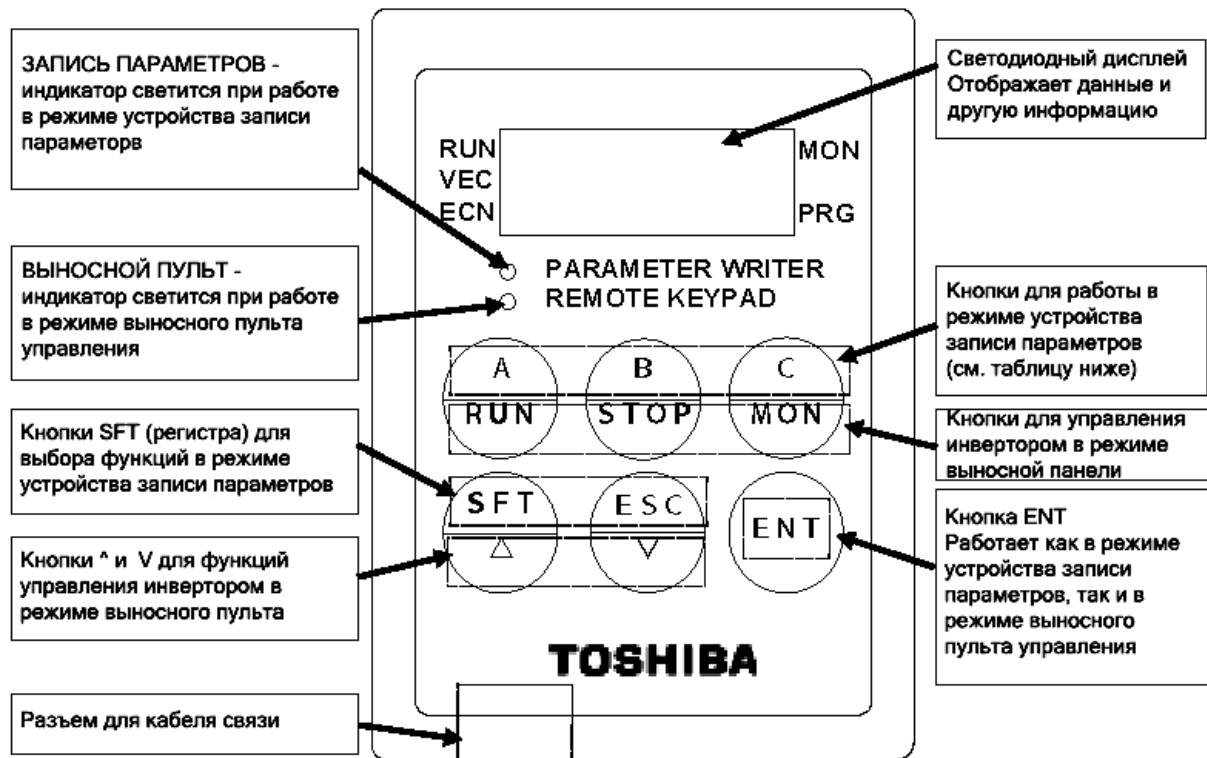 ЗАПИСЬ ПАРАМЕТРОВ -
индикатор светится при работе
в режиме устройства записи
параметорв
ВЫНОСНОЙ ПУЛЬТ -
индикатор светится при работе
в режиме выносного пульта
управления
Кнопки SFT (регистра) для
выбора функций в режиме
устройства записи параметров
Кнопки ^ и V для функций
управления инвертором в
режиме выносного пульта
Разъем для кабеля связи
RUN
VEC
ECN
MON
PRG
PARAMETER WRITER
REMOTE KEYPAD
A B C
RUN STOP MON
SFT ESC
ENT
△ V
TOSHIBA
Светодиодный дисплей
Отображает данные и
другую информацию
Кнопки для работы в
режиме устройства
записи параметров
(см. таблицу ниже)
Кнопки для управления
инвертором в режиме
выносной панели
Кнопка ENT
Работает как в режиме
устройства записи
параметров, так и в
режиме выносного
пульта управления